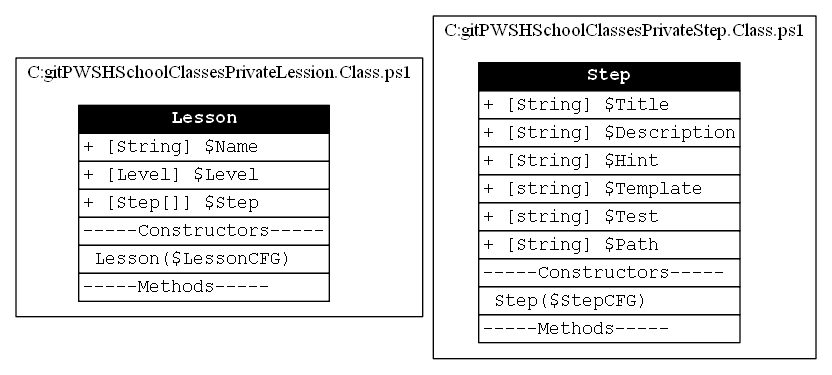 C:gitPWSHSchoolClassesPrivateLession.Class.ps1
Lesson
+ [String] $Name
+ [Level] $Level
+ [Step[]] $Step
-----Constructors-----
Lesson($LessonCFG)
-----Methods-----
C:gitPWSHSchoolClassesPrivateStep.Class.ps1
Step
+ [String] $Title
+ [String] $Description
+ [String] $Hint
+ [string] $Template
+ [String] $Test
+ [String] $Path
-----Constructors-----
Step($StepCFG)
-----Methods-----